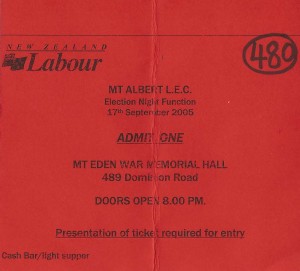 NEW ZEALAND
Labour
480
MT ALBERT L.E.C.
Election Night Function
17th September 2005
ADMIT ONE
MT EDEN WAR MEMORIAL HALL
489 Dominion Road
DOORS OPEN 8.00 PM.
Presentation of ticket required for entry
Cash Bar/light supper